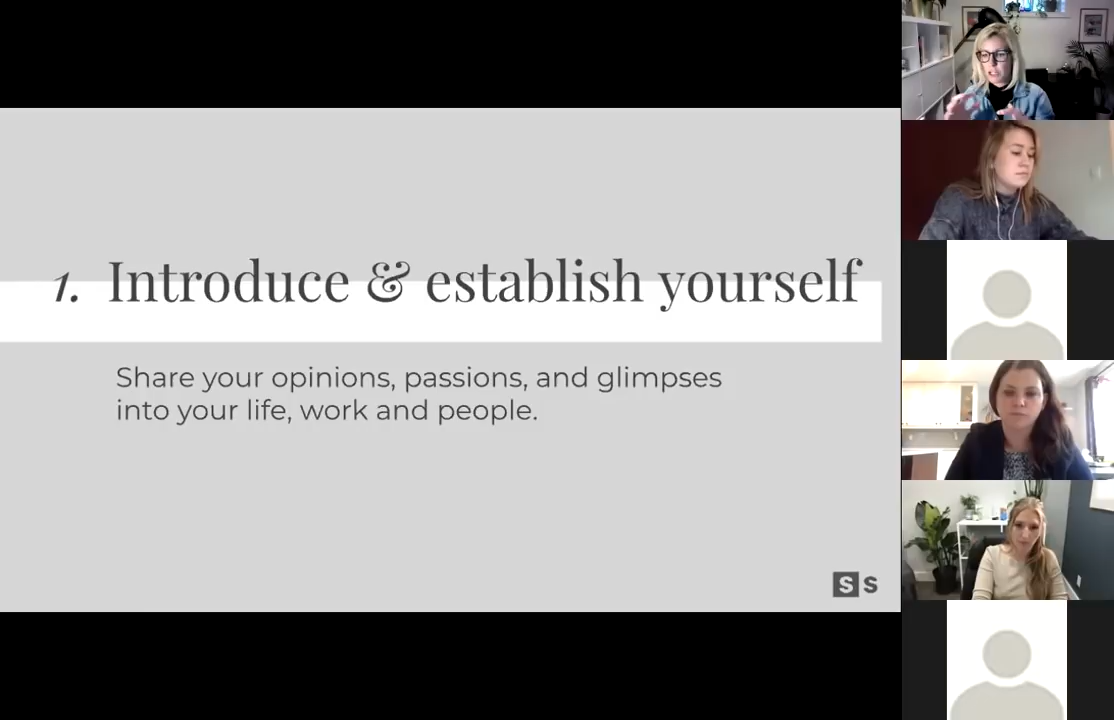 1. Introduce & establish yourself
Share your opinions, passions, and glimpses
into your life, work and people.
S S